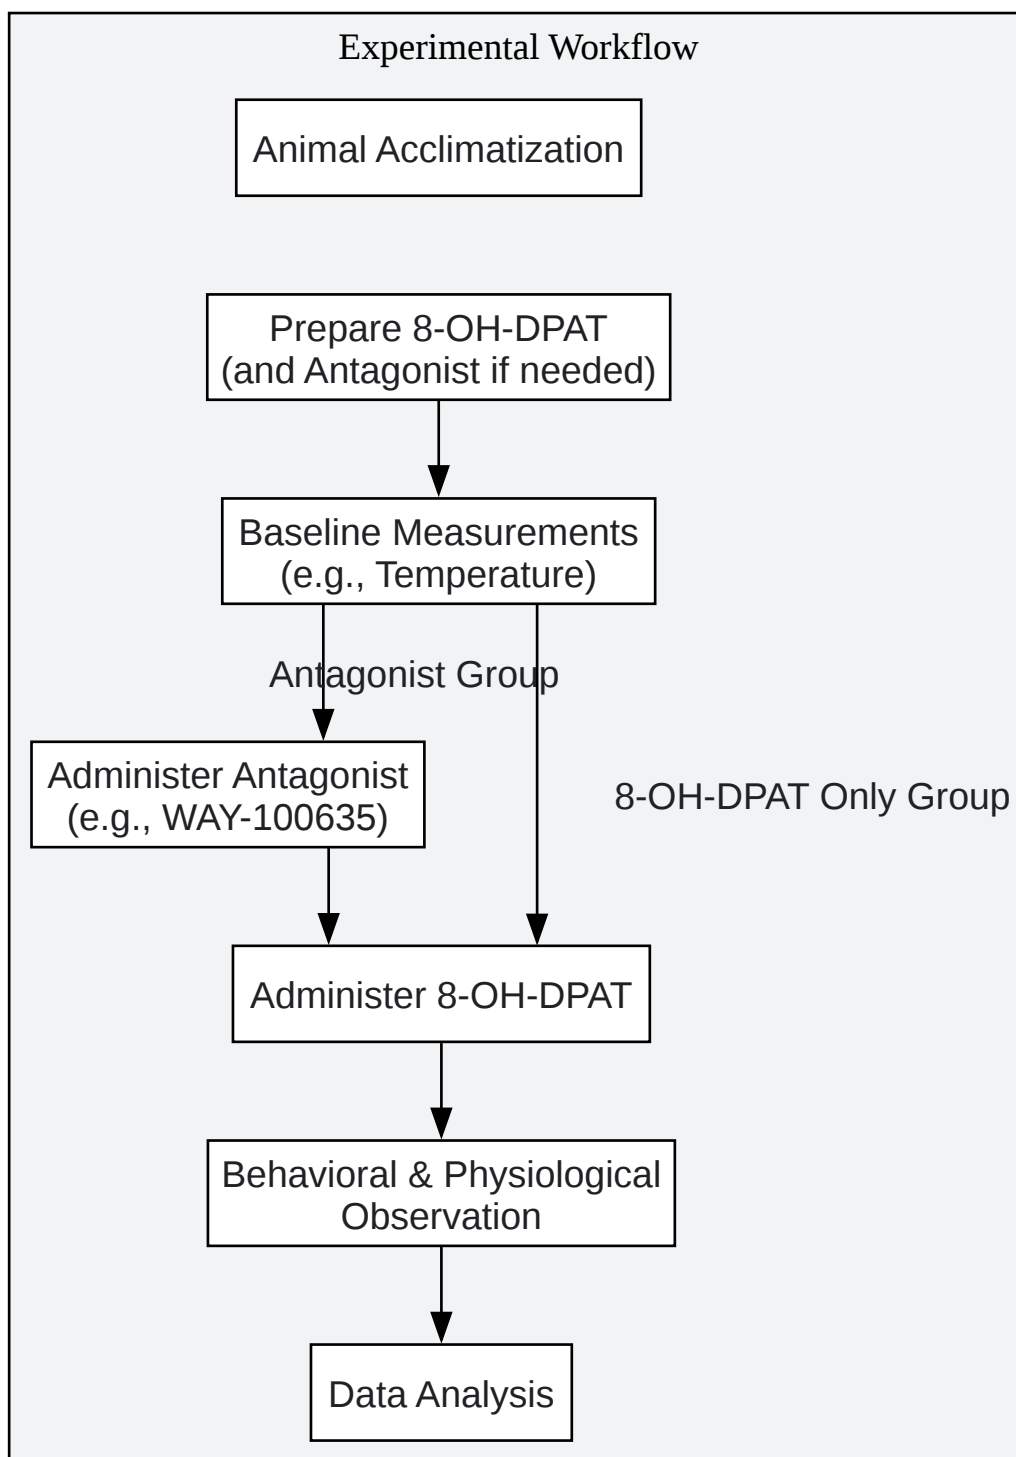 Experimental Workflow
Animal Acclimatization
Prepare 8-OH-DPAT
(and Antagonist if needed)
Baseline Measurements
(e.g., Temperature)
Antagonist Group
Administer Antagonist
(e.g., WAY-100635)
8-OH-DPAT Only Group
Administer 8-OH-DPAT
Behavioral & Physiological
Observation
Data Analysis